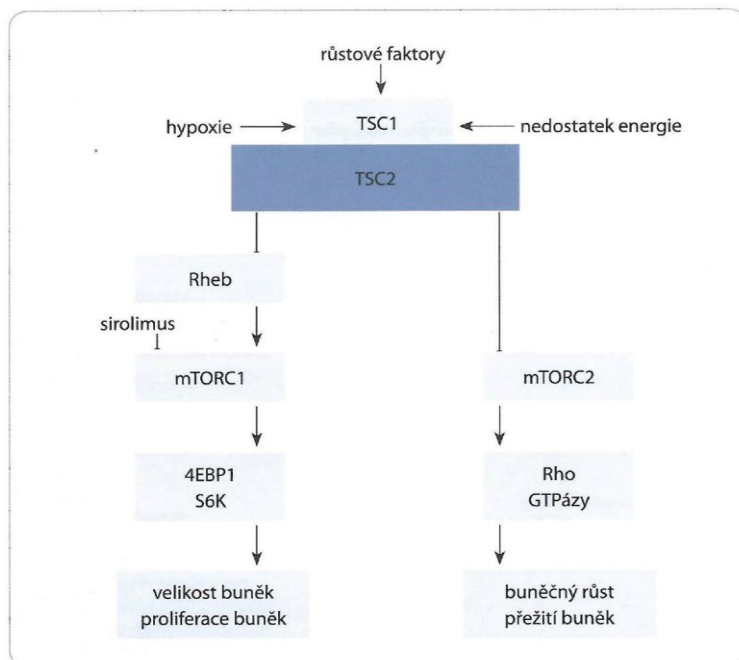 růstové faktory
hypoxie
TSC1
nedostatek energie
TSC2
Rheb
sirolimus
mTORC1
mTORC2
4EBP1
S6K
Rho
GTPázy
velikost buněk
proliferace buněk
buněčný růst
přežití buněk